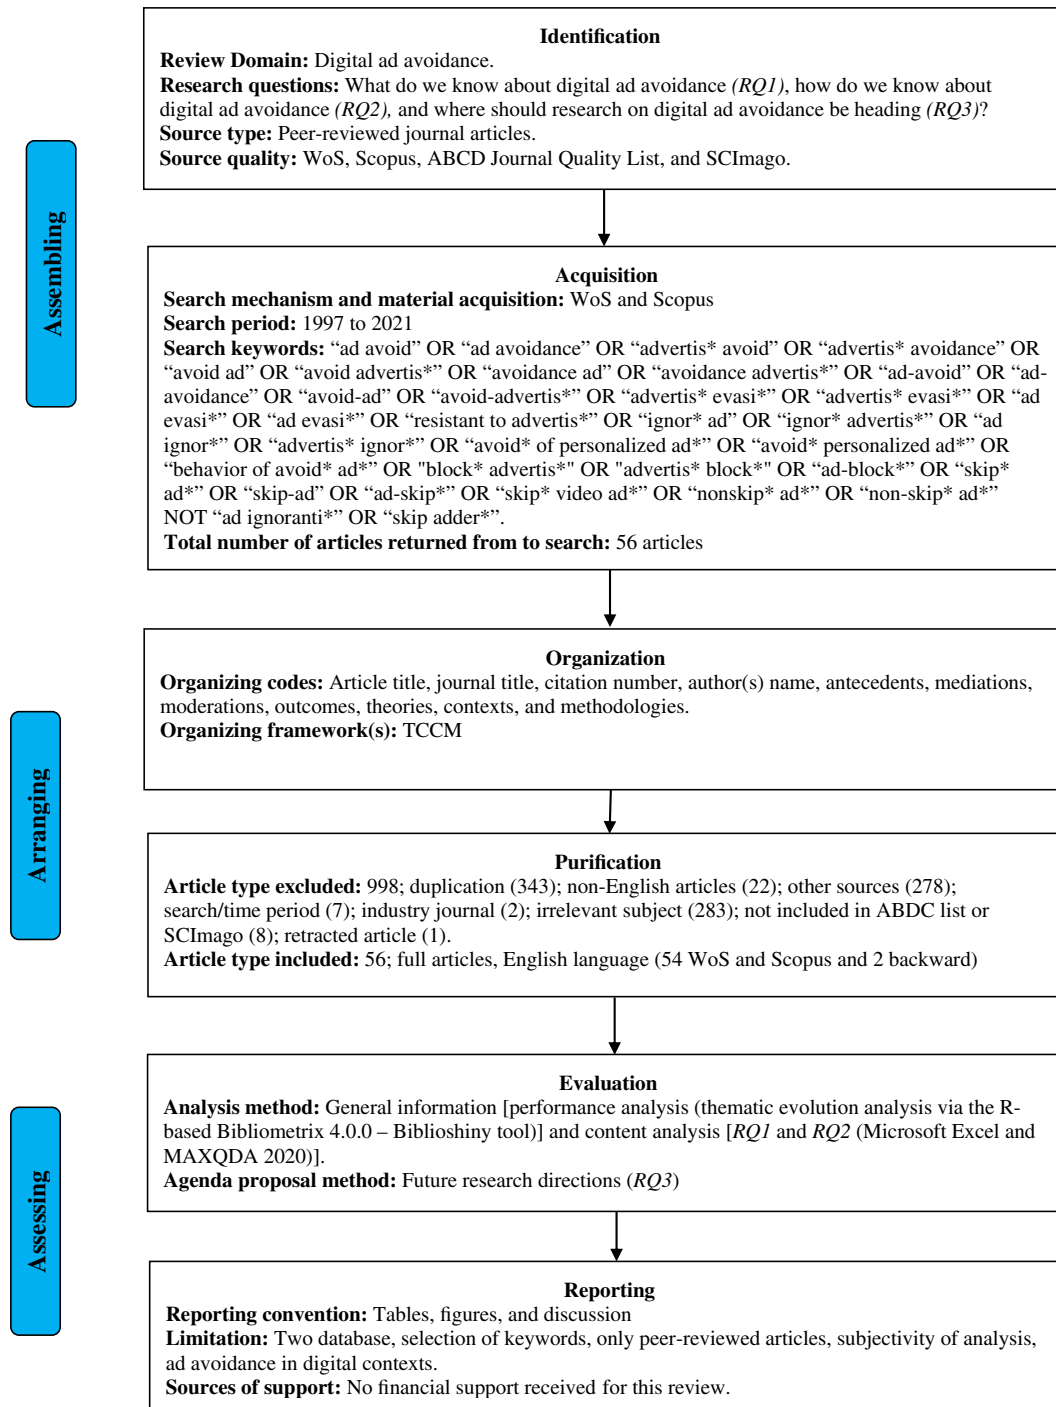 Assembling
Identification
Review Domain: Digital ad avoidance.
Research questions: What do we know about digital ad avoidance (RQ1), how do we know about
digital ad avoidance (RQ2), and where should research on digital ad avoidance be heading (RQ3)?
Source type: Peer-reviewed journal articles.
Source quality: WoS, Scopus, ABCD Journal Quality List, and SCImago.
Acquisition
Search mechanism and material acquisition: WoS and Scopus
Search period: 1997 to 2021
Search keywords: “ad avoid” OR “ad avoidance” OR “advertis* avoid” OR “advertis* avoidance” OR
“avoid ad” OR “avoid advertis*” OR “avoidance ad” OR “avoidance advertis*” OR “ad-avoid” OR “ad-
avoidance” OR “avoid-ad” OR “avoid-advertis*” OR “advertis* evasi*” OR “advertis* evasi*” OR “ad
evasi*” OR “ad evasi*” OR “resistant to advertis*” OR “ignor* ad” OR “ignor* advertis*” OR “ad
ignor*” OR “advertis* ignor*” OR “avoid* of personalized ad*” OR “avoid* personalized ad*” OR
“behavior of avoid* ad*” OR "block* advertis*" OR "advertis* block*" OR “ad-block*” OR “skip*
ad*” OR “skip-ad” OR “ad-skip*” OR “skip* video ad*” OR “nonskip* ad*” OR “non-skip* ad*”
NOT “ad ignoranti*” OR “skip adder*”.
Total number of articles returned from to search: 56 articles
Arranging
Organization
Organizing codes: Article title, journal title, citation number, author(s) name, antecedents, mediations,
moderations, outcomes, theories, contexts, and methodologies.
Organizing framework(s): TCCM
Purification
Article type excluded: 998; duplication (343); non-English articles (22); other sources (278);
search/time period (7); industry journal (2); irrelevant subject (283); not included in ABDC list or
SCImago (8); retracted article (1).
Article type included: 56; full articles, English language (54 WoS and Scopus and 2 backward)
Assessing
Evaluation
Analysis method: General information [performance analysis (thematic evolution analysis via the R-
based Bibliometrix 4.0.0 – Biblioshiny tool)] and content analysis [RQ1 and RQ2 (Microsoft Excel and
MAXQDA 2020)].
Agenda proposal method: Future research directions (RQ3)
Reporting
Reporting convention: Tables, figures, and discussion
Limitation: Two database, selection of keywords, only peer-reviewed articles, subjectivity of analysis,
ad avoidance in digital contexts.
Sources of support: No financial support received for this review.